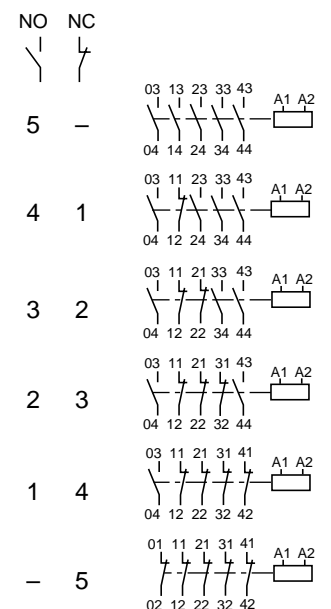 NO NC
03 13 23 33 43
A1 A2
5 –
04 14 24 34 44
03 11 23 33 43
A1 A2
4 1
04 12 24 34 44
03 11 21 33 43
A1 A2
3 2
04 12 22 34 44
03 11 21 31 43
A1 A2
2 3
04 12 22 32 44
03 11 21 31 41
A1 A2
1 4
04 12 22 32 42
01 11 21 31 41
A1 A2
– 5
02 12 22 32 42